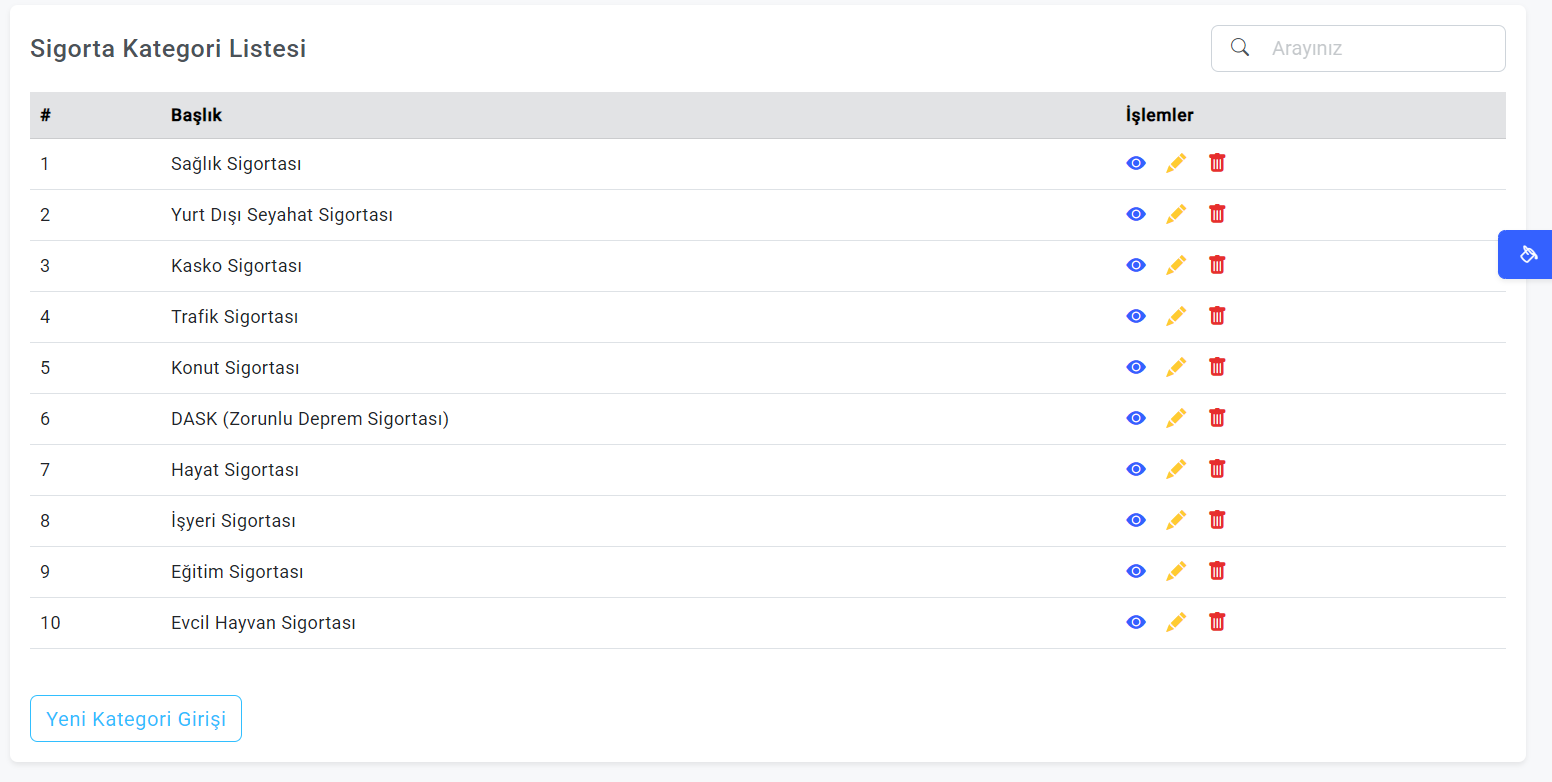 Sigorta Kategori Listesi
Arayınız
# Başlık İşlemler
1 Sağlık Sigortası
2 Yurt Dışı Seyahat Sigortası
3 Kasko Sigortası
4 Trafik Sigortası
5 Konut Sigortası
6 DASK (Zorunlu Deprem Sigortası)
7 Hayat Sigortası
8 İşyeri Sigortası
9 Eğitim Sigortası
10 Evcil Hayvan Sigortası
Yeni Kategori Girişi